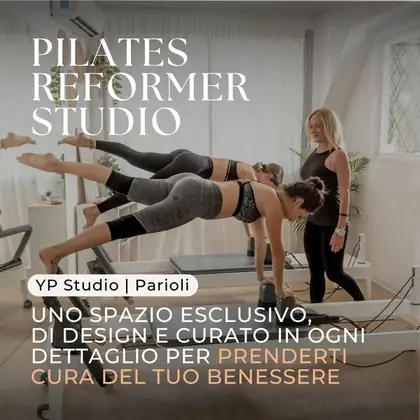 PILATES
REFORMER
STUDIO
YP Studio | Parioli
UNO SPAZIO ESCLUSIVO,
DI DESIGN E CURATO IN OGNI
DETTAGLIO PER PRENDERTI
CURA DEL TUO BENESSERE